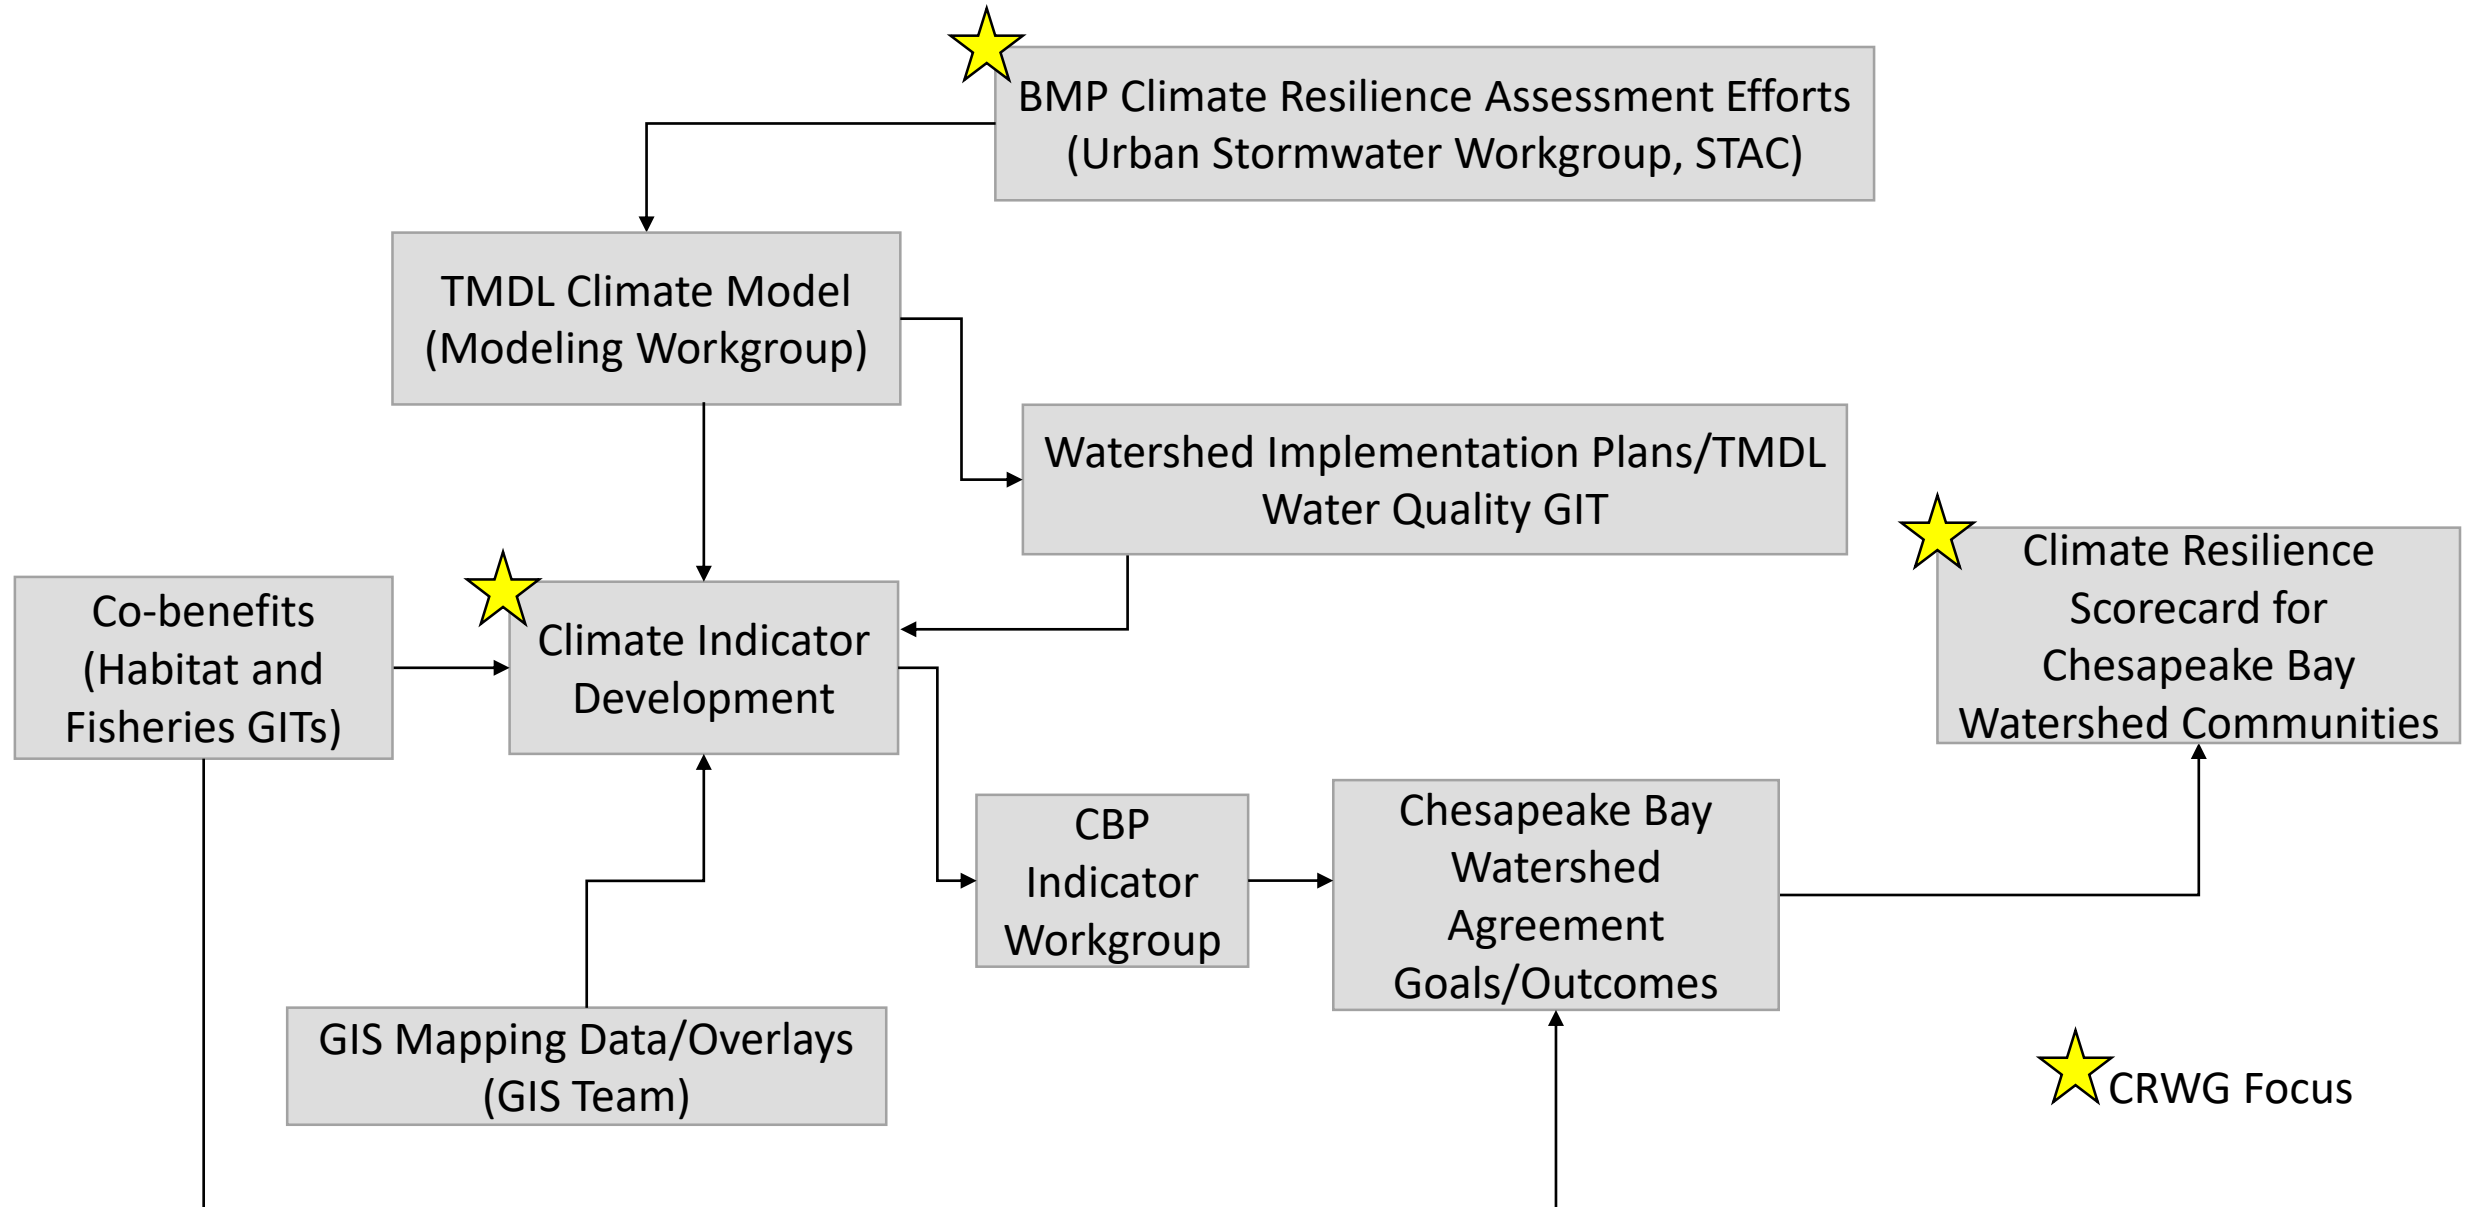 BMP Climate Resilience Assessment Efforts
(Urban Stormwater Workgroup, STAC)
TMDL Climate Model
(Modeling Workgroup)
Watershed Implementation Plans/TMDL
Water Quality GIT
Climate Resilience
Scorecard for
Chesapeake Bay
Watershed Communities
Co-benefits
(Habitat and
Fisheries GITs)
Climate Indicator
Development
CBP
Indicator
Workgroup
Chesapeake Bay
Watershed
Agreement
Goals/Outcomes
GIS Mapping Data/Overlays
(GIS Team)
CRWG Focus